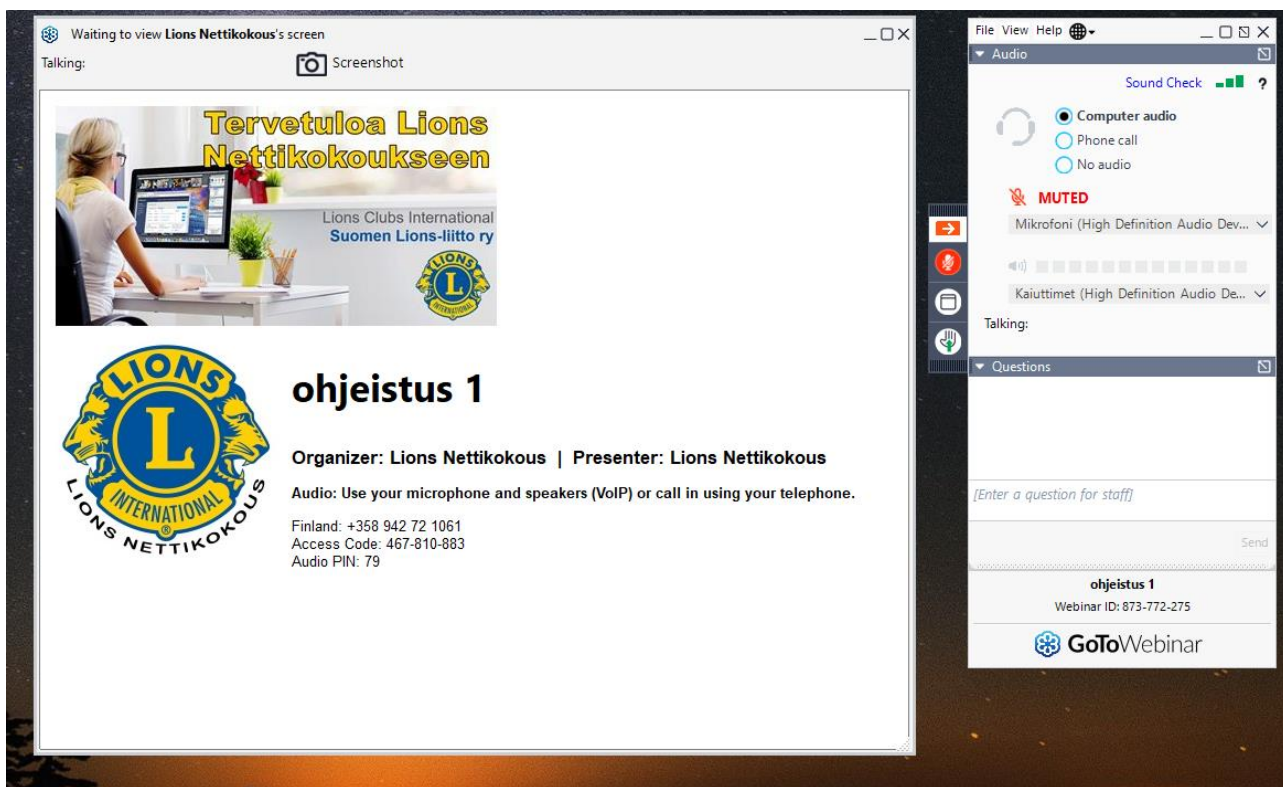 Waiting to view Lions Nettikokous's screen
Talking:
Screenshot
Tervetuloa Lions
Nettikokoukseen
Lions Clubs International
Suomen Lions-liitto ry
LIONS
L
INTERNATIONAL
LIONS
L
INTERNATIONAL
®
LIONS NETTIKOKOUS
ohjeistus 1
Organizer: Lions Nettikokous | Presenter: Lions Nettikokous
Audio: Use your microphone and speakers (VoIP) or call in using your telephone.
Finland: +358 942 72 1061
Access Code: 467-810-883
Audio PIN: 79
File View Help
Audio
Sound Check ?
Computer audio
Phone call
No audio
MUTED
Mikrofoni (High Definition Audio Dev...
Kaiuttimet (High Definition Audio De...
Talking:
Questions
[Enter a question for staff]
Send
ohjeistus 1
Webinar ID: 873-772-275
GoToWebinar